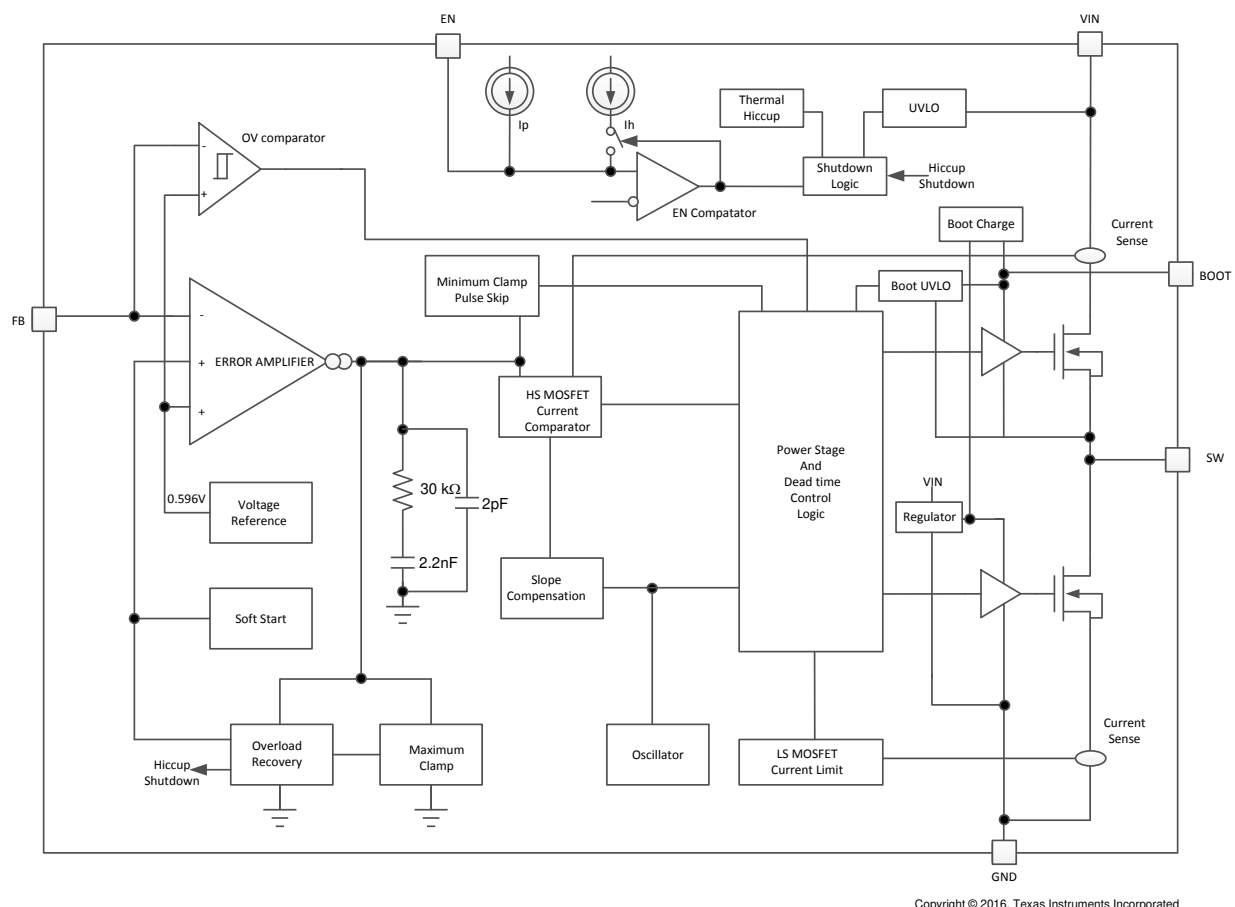 EN
VIN
Ip
Ih
Thermal
Hiccup
UVLO
OV comparator
-
+
Shutdown
Logic
Hiccup
Shutdown
EN Compatator
Boot Charge
Current
Sense
BOOT
Minimum Clamp
Pulse Skip
Boot UVLO
FB
-
+
ERROR AMPLIFIER
+
HS MOSFET
Current
Comparator
Power Stage
And
Dead time
Control
Logic
SW
0.596V
Voltage
Reference
30 kΩ
2pF
2.2nF
VIN
Regulator
Slope
Compensation
Soft Start
Overload
Recovery
Maximum
Clamp
Hiccup
Shutdown
Oscillator
LS MOSFET
Current Limit
Current
Sense
GND
Copyright © 2016, Texas Instruments Incorporated